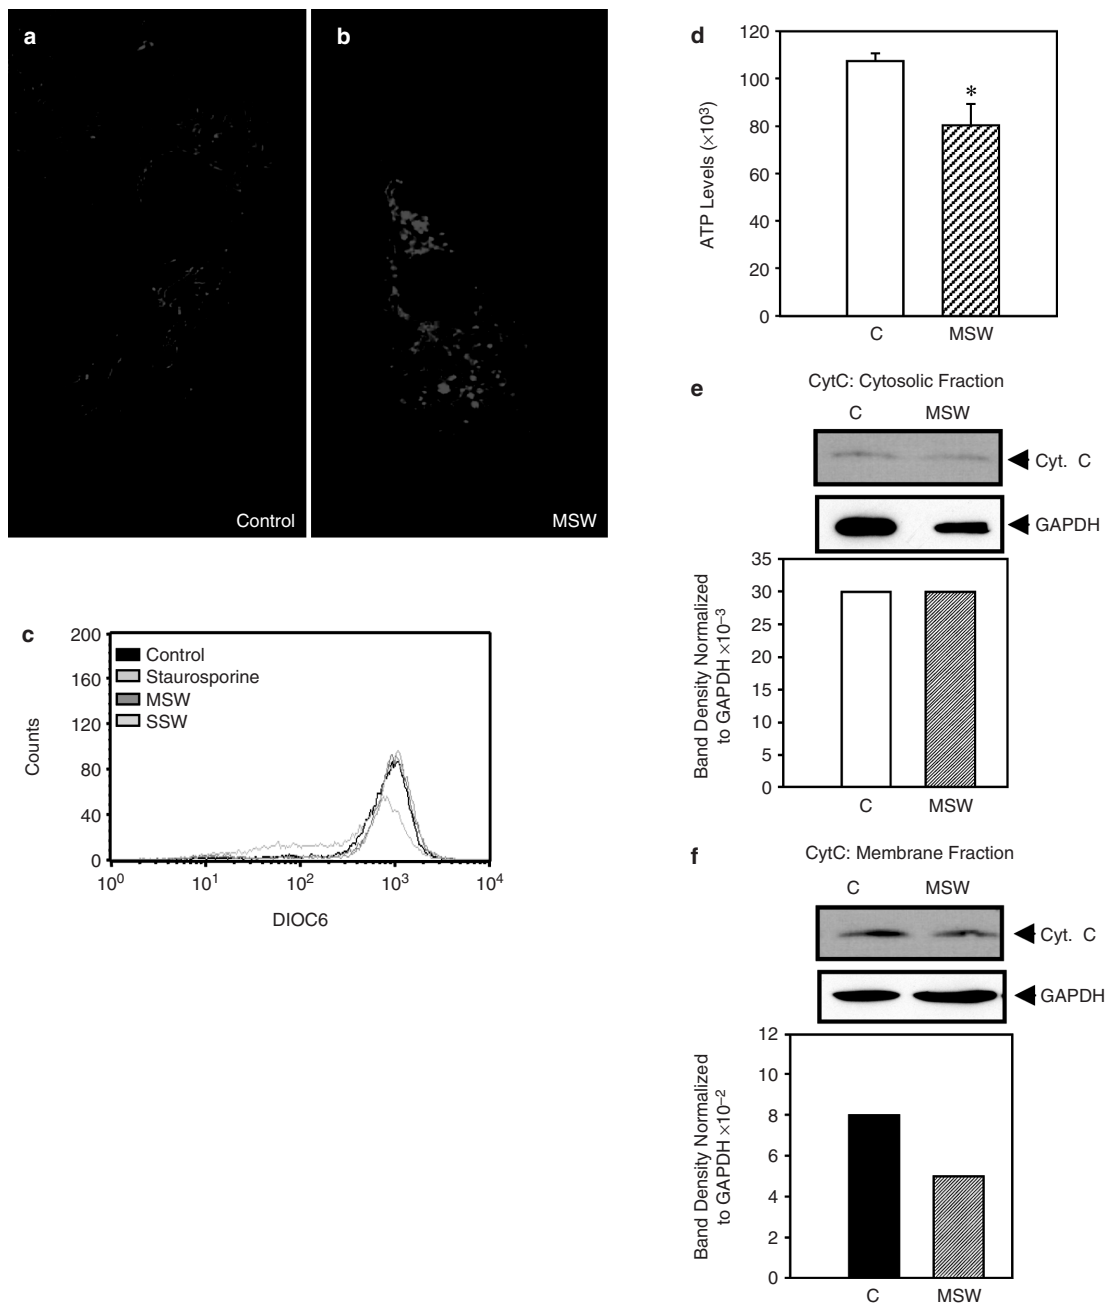 a
b
Control
MSW
c
200
160
120
80
40
0
Control
Staurosporine
MSW
SSW
Counts
10⁰
10¹
10²
10³
10⁴
DIOC6
d
120
100
80
60
40
20
0
ATP Levels (×10³)
*
C
MSW
e
CytC: Cytosolic Fraction
C
MSW
Cyt. C
GAPDH
35
30
25
20
15
10
5
0
Band Density Normalized
to GAPDH ×10⁻³
C
MSW
f
CytC: Membrane Fraction
C
MSW
Cyt. C
GAPDH
12
10
8
6
4
2
0
Band Density Normalized
to GAPDH ×10⁻²
C
MSW